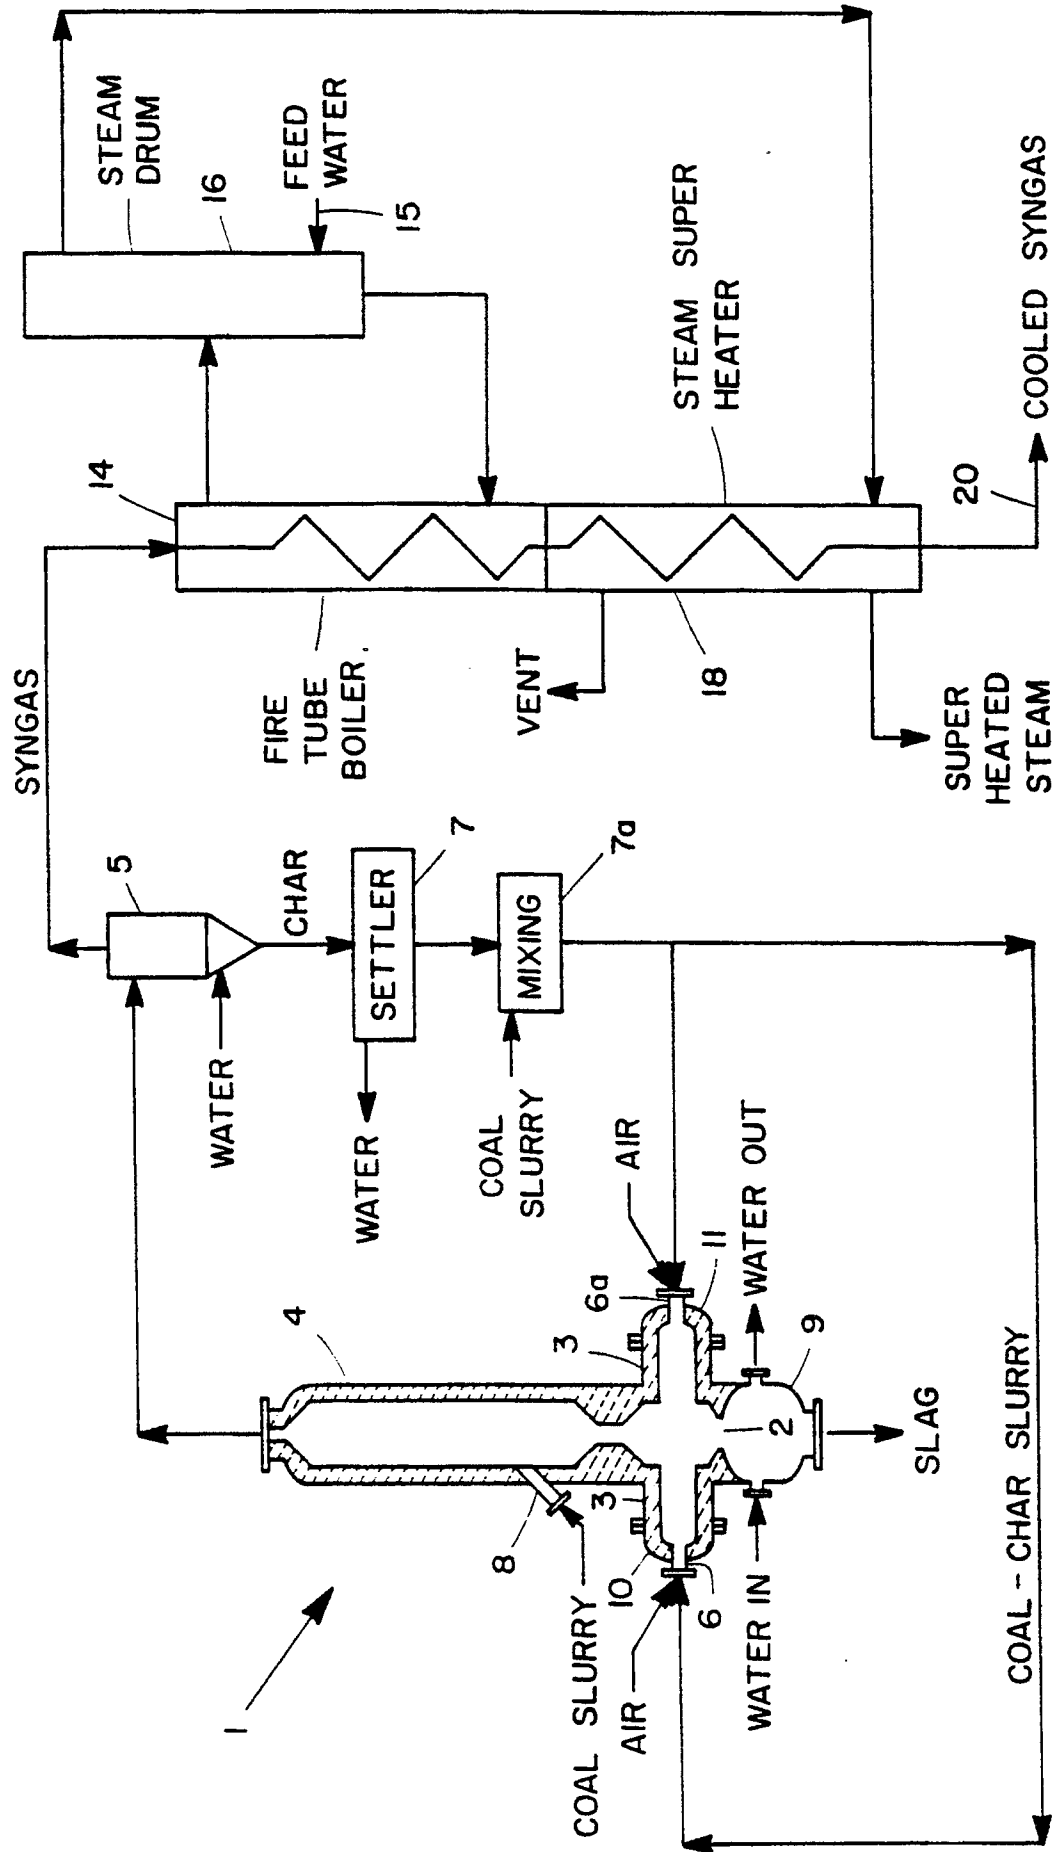 SYNGAS
5
WATER
CHAR
SETTLER
7
WATER
MIXING
7a
COAL
SLURRY
14
FIRE
TUBE
BOILER
STEAM
DRUM
16
FEED
WATER
15
STEAM SUPER
HEATER
VENT
18
SUPER
HEATED
STEAM
20
COOLED SYNGAS
1
4
8
COAL SLURRY
3
3
10
6
AIR
AIR
6a
11
WATER IN
WATER OUT
2
9
SLAG
COAL - CHAR SLURRY